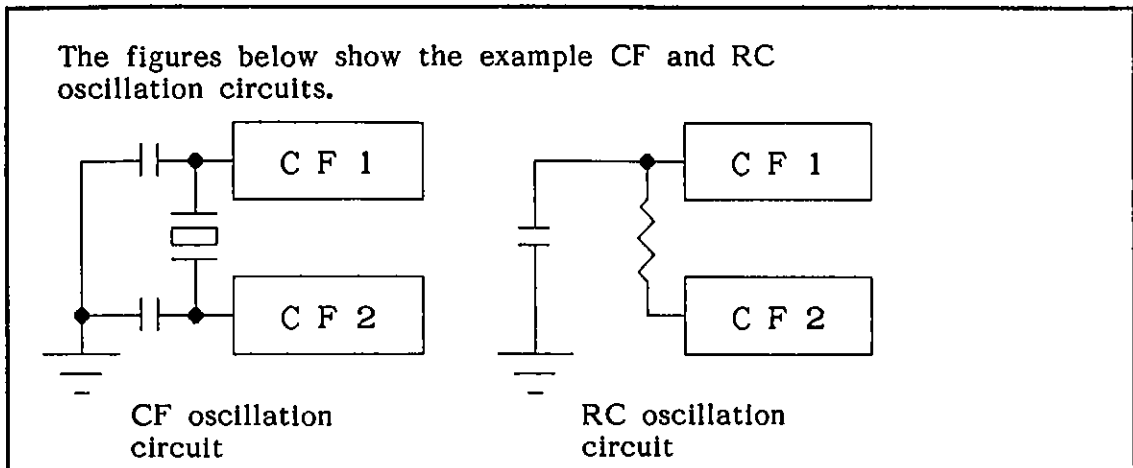 The figures below show the example CF and RC
oscillation circuits.
C F 1
C F 1
C F 2
C F 2
CF oscillation
circuit
RC oscillation
circuit